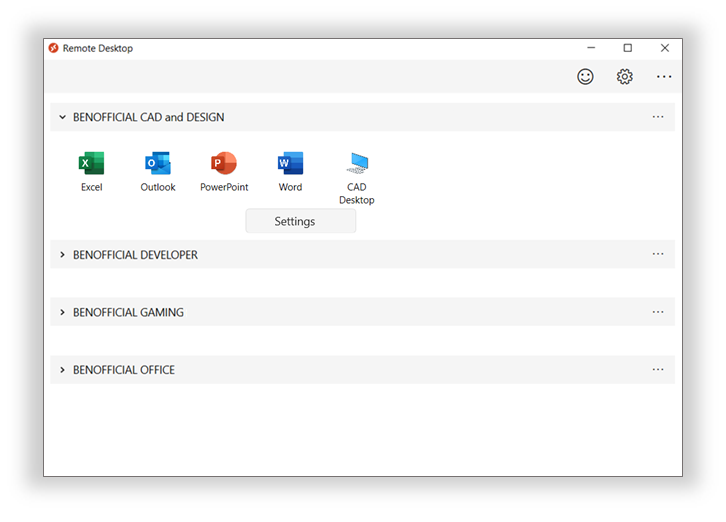 Remote Desktop
BENOFFICIAL CAD and DESIGN
Excel
Outlook
PowerPoint
Word
CAD
Desktop
Settings
BENOFFICIAL DEVELOPER
BENOFFICIAL GAMING
BENOFFICIAL OFFICE